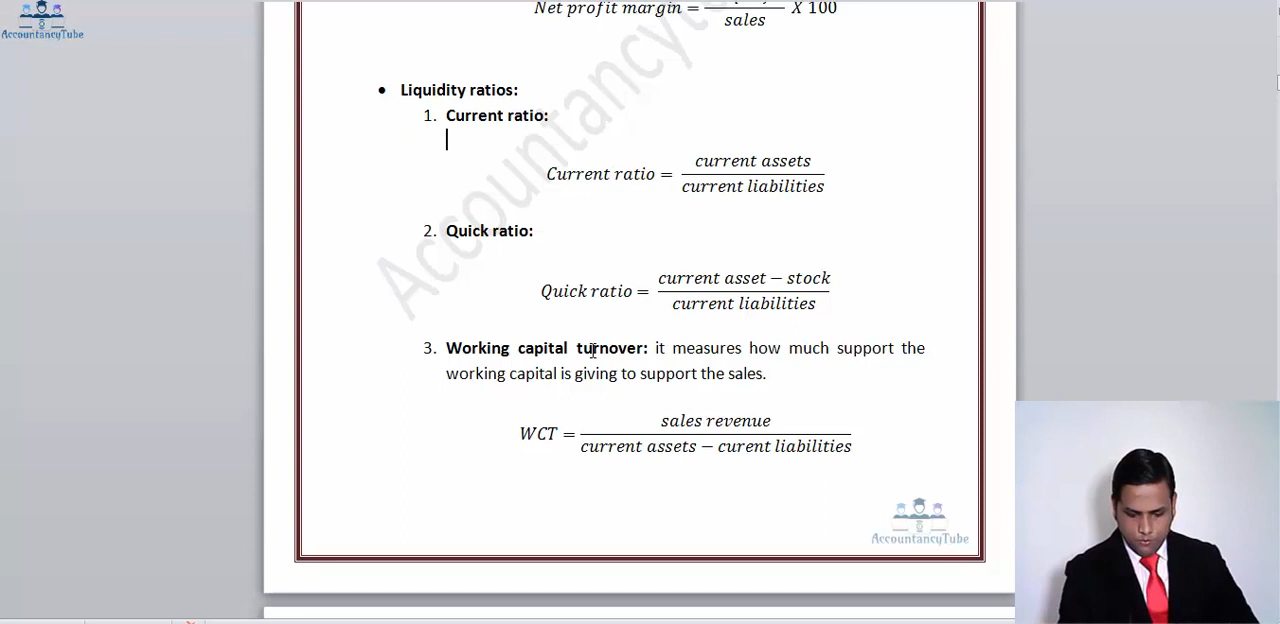 AccountancyTube
Net profit margin = ———— X 100
sales
• Liquidity ratios:
1. Current ratio:
Current ratio = current assets
current liabilities
2. Quick ratio:
Quick ratio = current asset − stock
current liabilities
3. Working capital turnover: it measures how much support the
working capital is giving to support the sales.
WCT = sales revenue
current assets − curent liabilities
AccountancyTube
Accountancytu